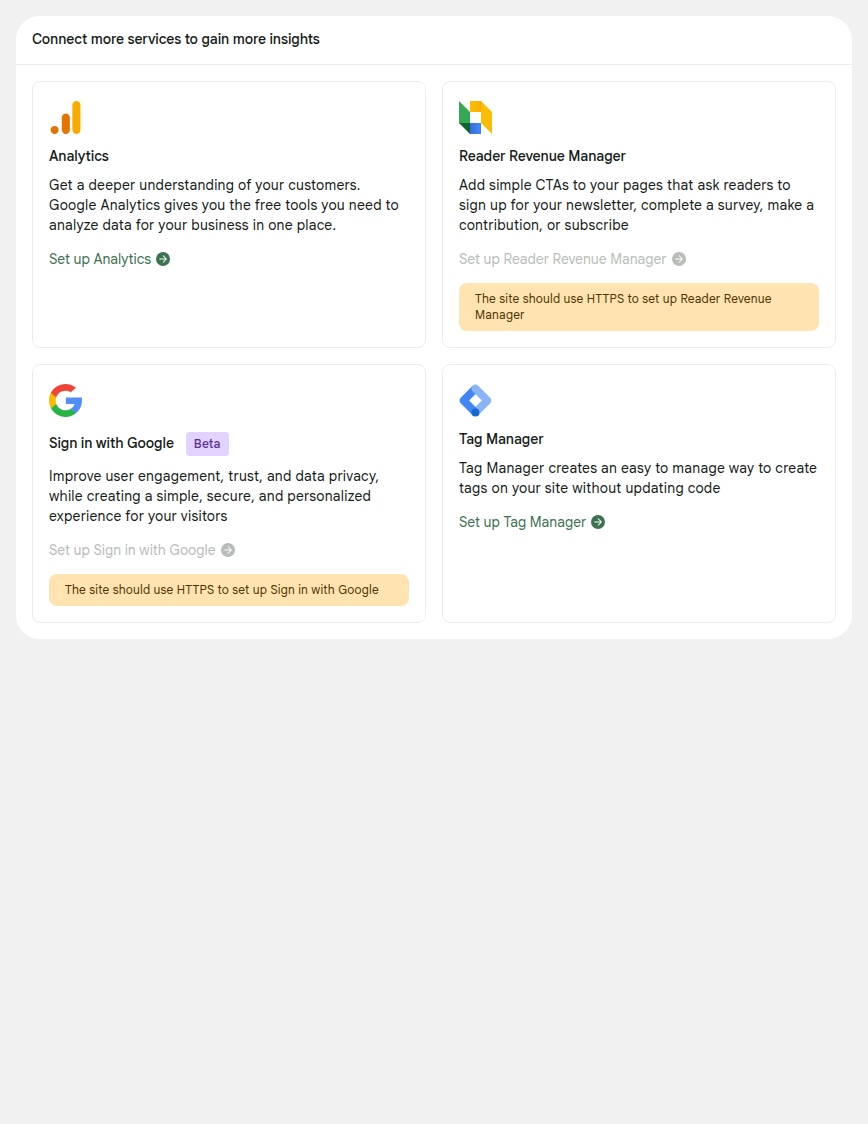 Connect more services to gain more insights
Analytics
Get a deeper understanding of your customers.
Google Analytics gives you the free tools you need to
analyze data for your business in one place.
Set up Analytics
Reader Revenue Manager
Add simple CTAs to your pages that ask readers to
sign up for your newsletter, complete a survey, make a
contribution, or subscribe
Set up Reader Revenue Manager
The site should use HTTPS to set up Reader Revenue
Manager
Sign in with Google Beta
Improve user engagement, trust, and data privacy,
while creating a simple, secure, and personalized
experience for your visitors
Set up Sign in with Google
The site should use HTTPS to set up Sign in with Google
Tag Manager
Tag Manager creates an easy to manage way to create
tags on your site without updating code
Set up Tag Manager